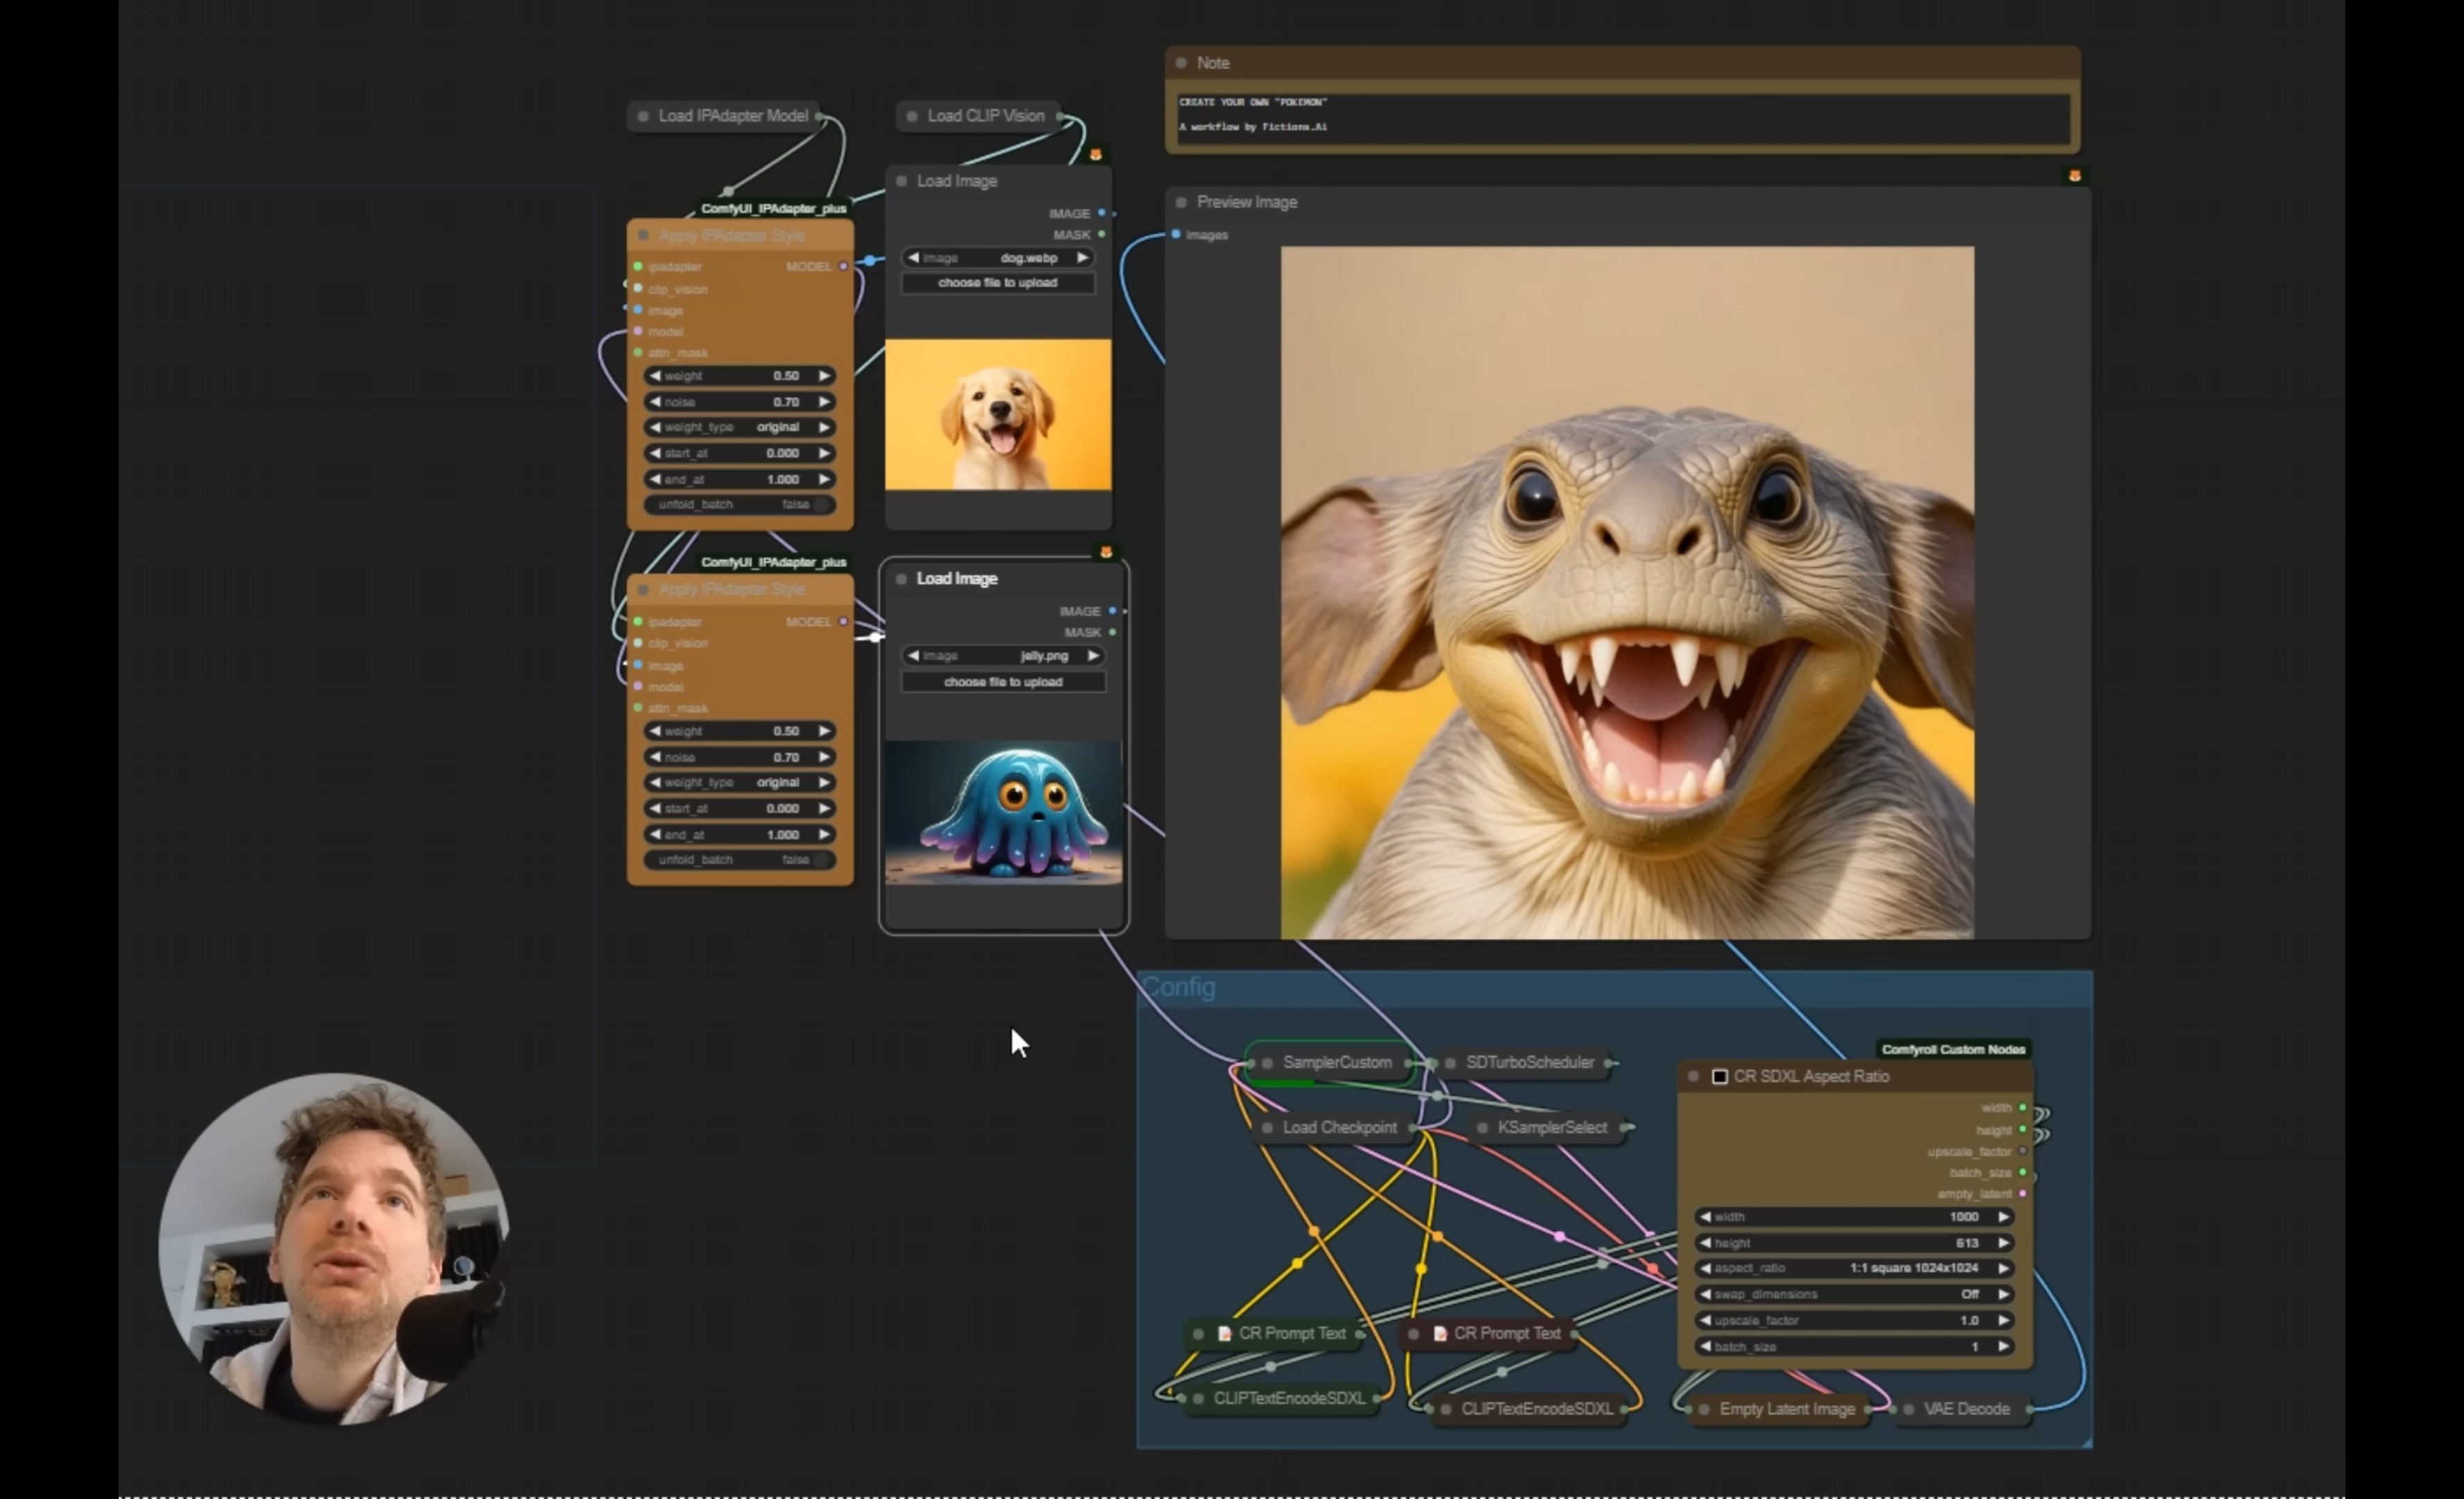 Note
CREATE YOUR OWN "POKEMON"
A workflow by Fictions.Ai
Load IPAdapter Model
Load CLIP Vision
ComfyUI_IPAdapter_plus
Apply IPAdapter Style
ipadapter MODEL
clip_vision
image
model
attn_mask
weight 0.50
noise 0.70
weight_type original
start_at 0.000
end_at 1.000
unfold_batch false
Load Image
IMAGE
MASK
image dog.webp
choose file to upload
Preview Image
images
ComfyUI_IPAdapter_plus
Apply IPAdapter Style
ipadapter MODEL
clip_vision
image
model
attn_mask
weight 0.50
noise 0.70
weight_type original
start_at 0.000
end_at 1.000
unfold_batch false
Load Image
IMAGE
MASK
image jelly.png
choose file to upload
Config
SamplerCustom
SDTurboScheduler
Load Checkpoint
KSamplerSelect
Comfyroll Custom Nodes
CR SDXL Aspect Ratio
width
height
upscale_factor
batch_size
empty_latent
width 1000
height 613
aspect_ratio 1:1 square 1024x1024
swap_dimensions Off
upscale_factor 1.0
batch_size 1
CR Prompt Text
CR Prompt Text
CLIPTextEncodeSDXL
CLIPTextEncodeSDXL
Empty Latent Image
VAE Decode